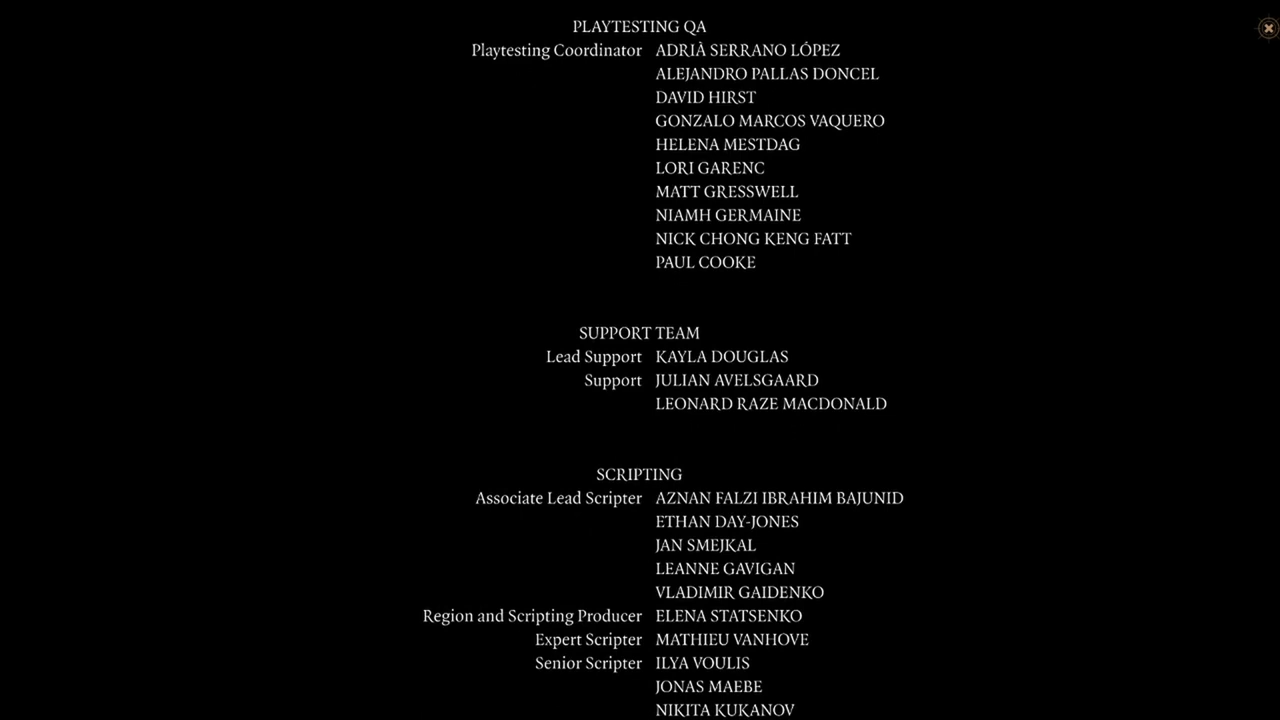 PLAYTESTING QA
Playtesting Coordinator ADRIÀ SERRANO LÓPEZ
ALEJANDRO PALLAS DONCEL
DAVID HIRST
GONZALO MARCOS VAQUERO
HELENA MESTDAG
LORI GARENC
MATT GRESSWELL
NIAMH GERMAINE
NICK CHONG KENG FATT
PAUL COOKE
SUPPORT TEAM
Lead Support KAYLA DOUGLAS
Support JULIAN AVELSGAARD
LEONARD RAZE MACDONALD
SCRIPTING
Associate Lead Scripter AZNAN FALZI IBRAHIM BAJUNID
ETHAN DAY-JONES
JAN SMEJKAL
LEANNE GAVIGAN
VLADIMIR GAIDENKO
Region and Scripting Producer ELENA STATSENKO
Expert Scripter MATHIEU VANHOVE
Senior Scripter ILYA VOULIS
JONAS MAEBE
NIKITA KUKANOV